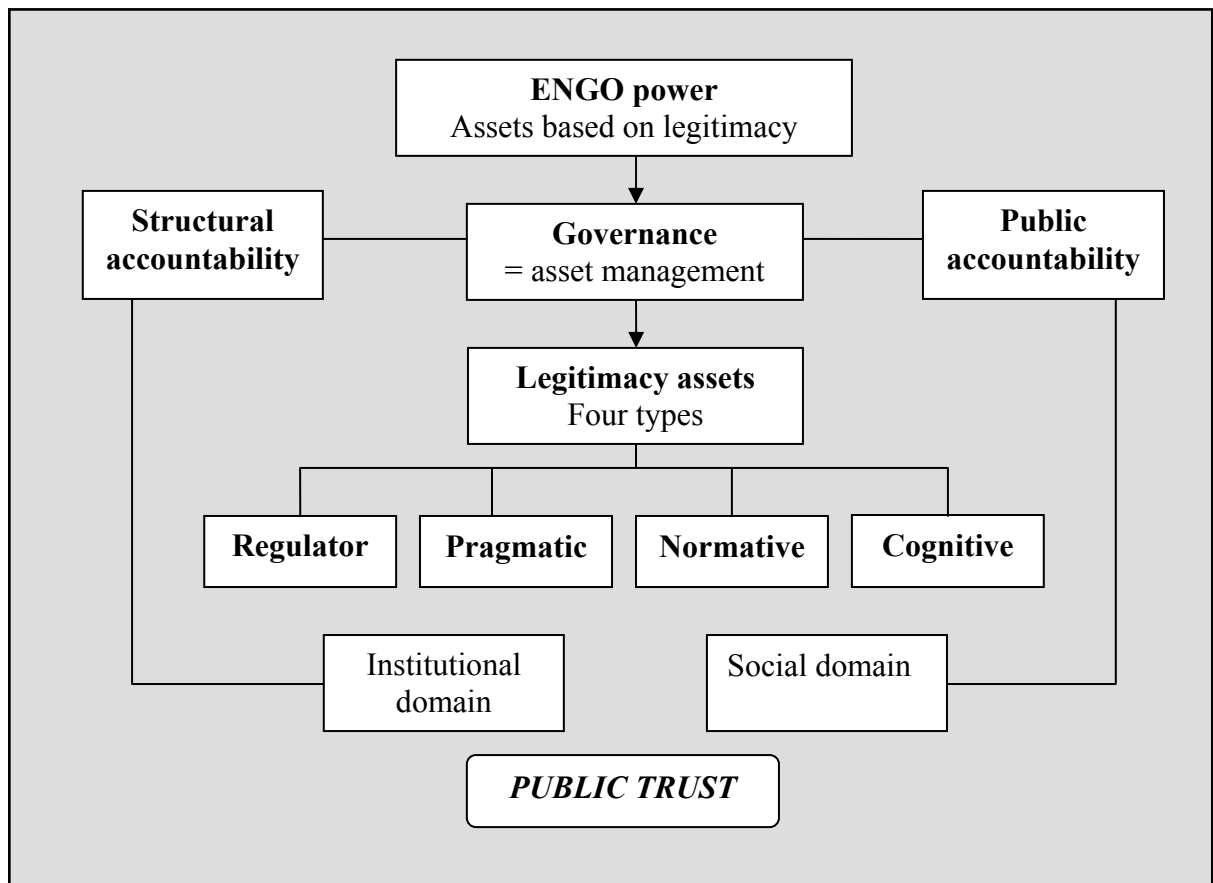 ENGO power
Assets based on legitimacy
Structural
accountability
Governance
= asset management
Public
accountability
Legitimacy assets
Four types
Regulator
Pragmatic
Normative
Cognitive
Institutional
domain
Social domain
PUBLIC TRUST